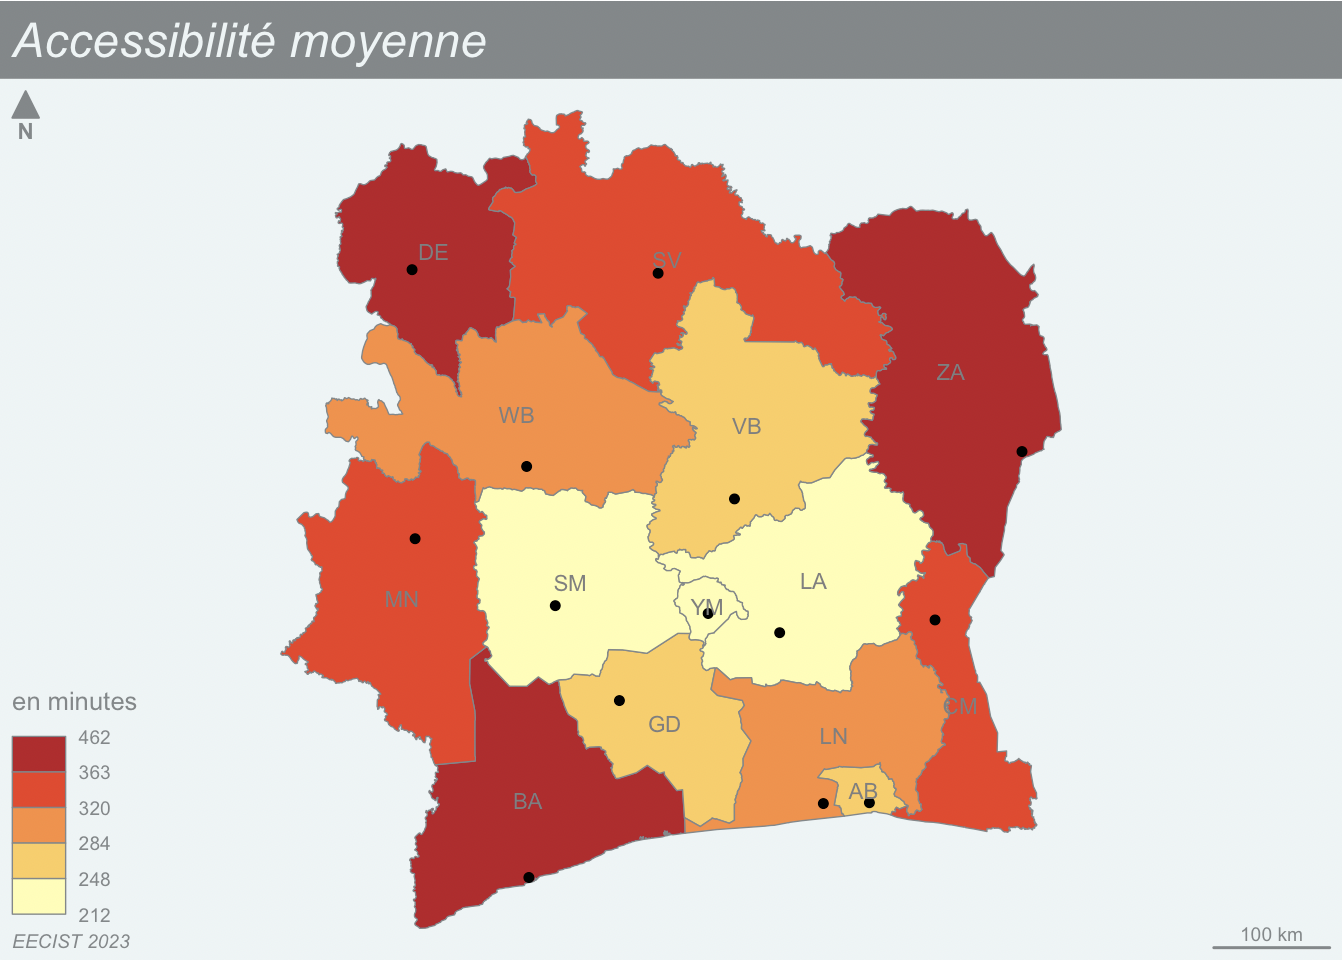 Accessibilité moyenne
N
DE
SV
ZA
WB
VB
SM
LA
MN
YM
CM
GD
LN
AB
BA
en minutes
462
363
320
284
248
212
EECIST 2023
100 km